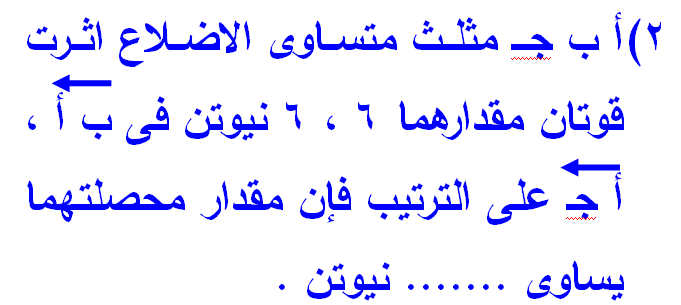 ٢) أ ب جـ مثلث متساوى الاضلاع اثرت
قوتان مقدارهما ٦ ، ٦ نيوتن فى ب أ ،
أ جـ على الترتيب فإن مقدار محصلتهما
يساوى ....... نيوتن .